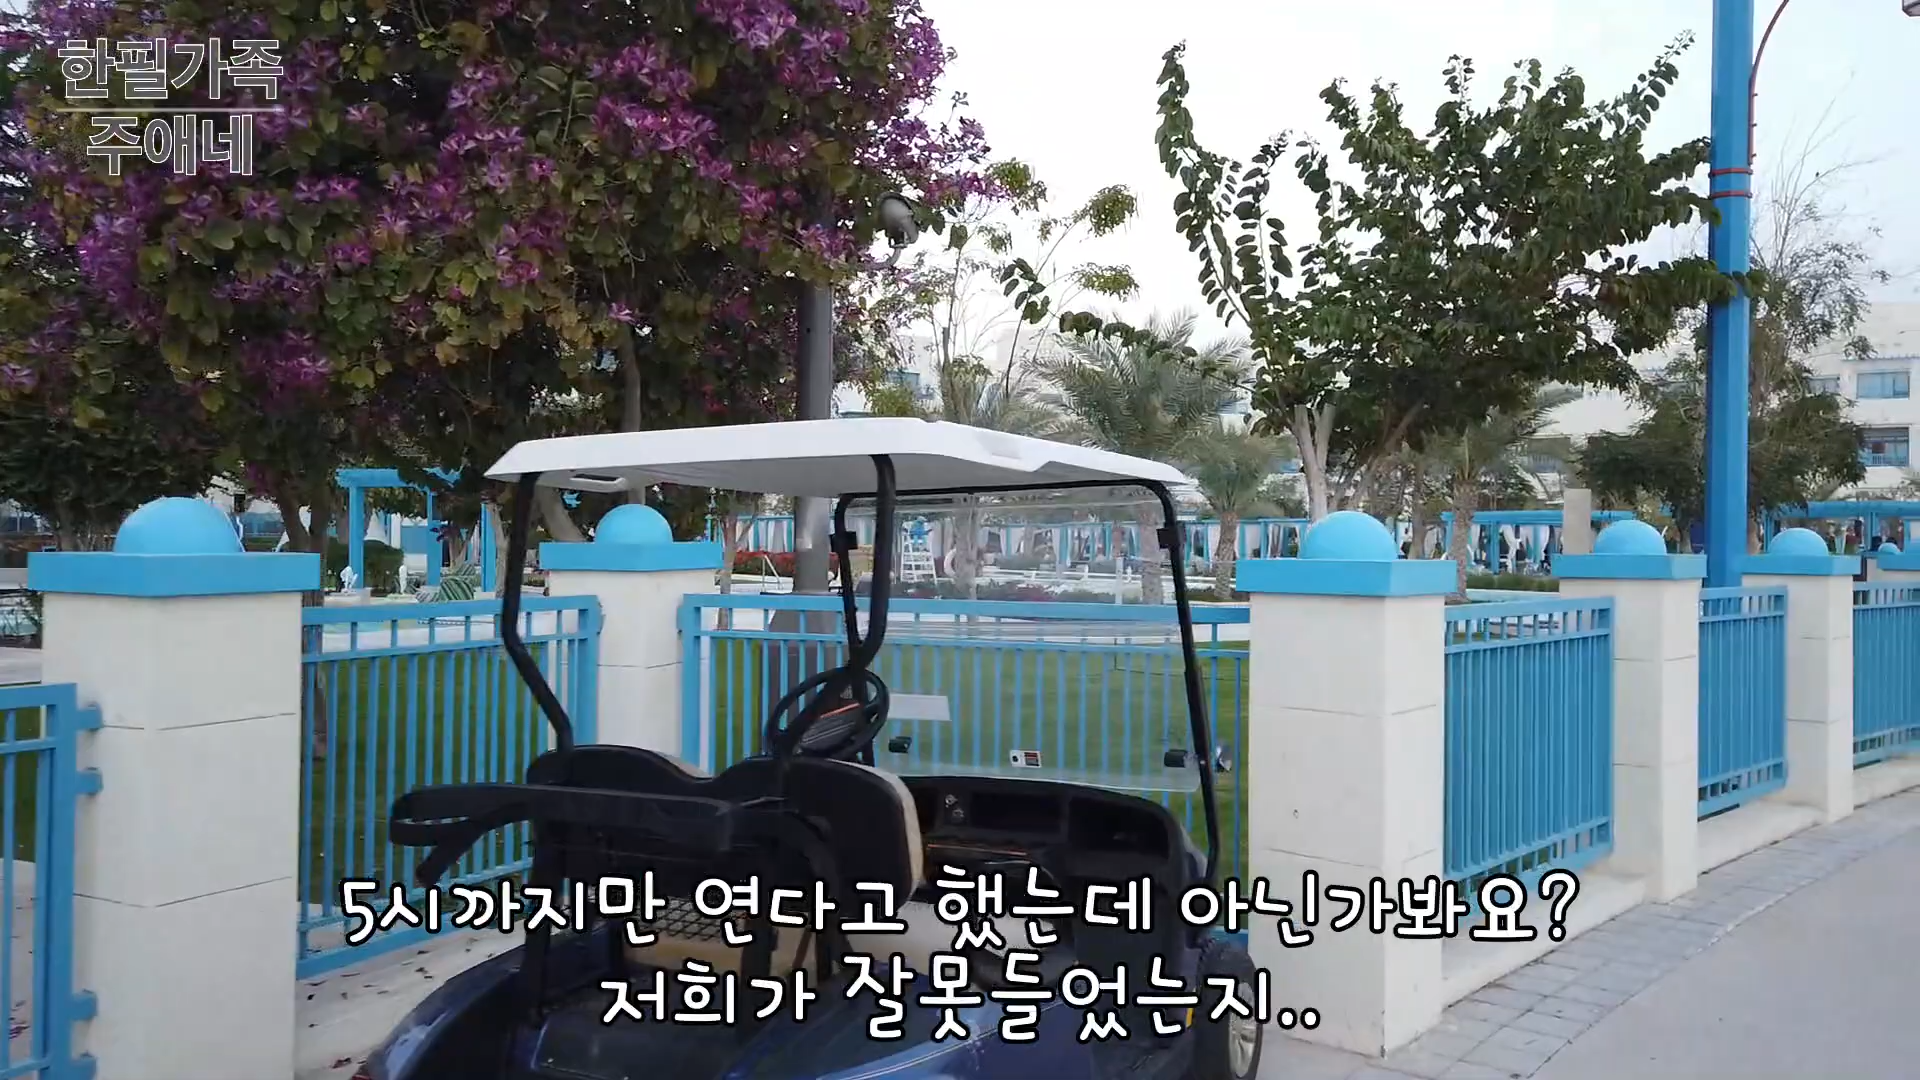 한필가족
주애네
5시까지만 연다고 했는데 아닌가봐요?
저희가 잘못들었는지..